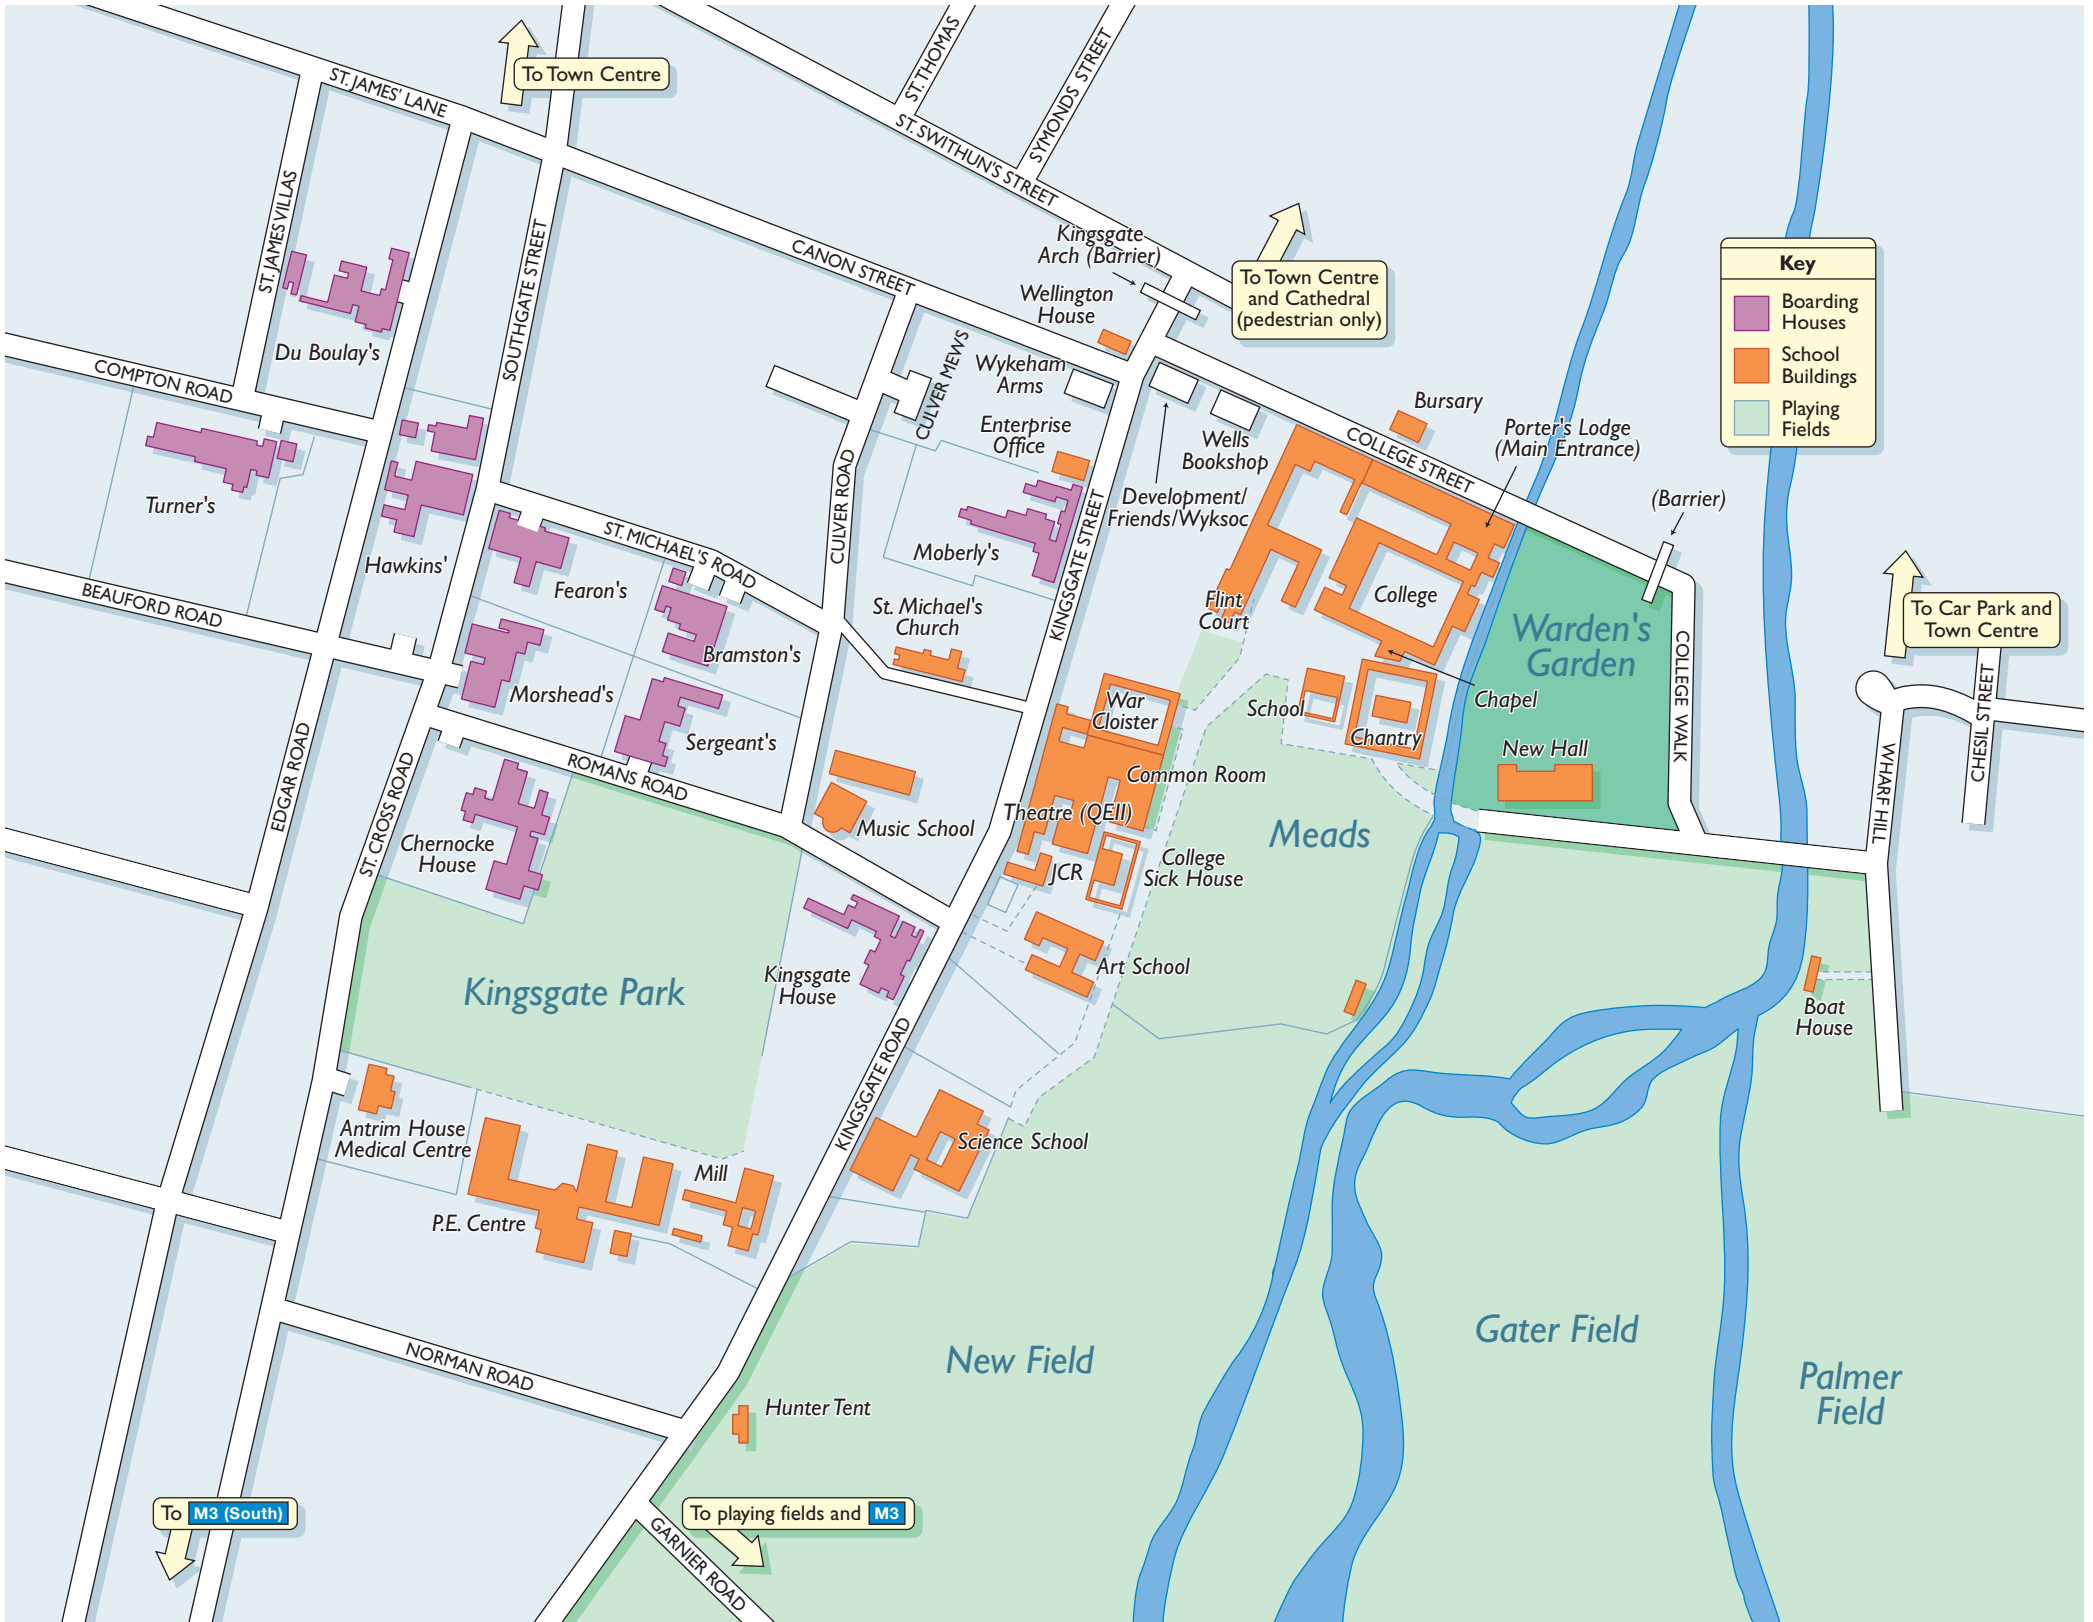 ST. JAMES' LANE
To Town Centre
ST. THOMAS
SYMONDS STREET
ST. SWITHUN'S STREET
ST. JAMES VILLAS
SOUTHGATE STREET
CANON STREET
Kingsgate
Arch (Barrier)
To Town Centre
and Cathedral
(pedestrian only)
Key
Boarding
Houses
School
Buildings
Playing
Fields
Wellington
House
Du Boulay's
COMPTON ROAD
CULVER MEWS
Wykeham
Arms
Enterprise
Office
Wells
Bookshop
Bursary
COLLEGE STREET
Porter's Lodge
(Main Entrance)
(Barrier)
Turner's
Hawkins'
Fearon's
ST. MICHAEL'S ROAD
CULVER ROAD
Moberly's
KINGSGATE STREET
Development/
Friends/Wyksoc
Flint
Court
College
Warden's
Garden
COLLEGE WALK
To Car Park and
Town Centre
BEAUFORD ROAD
St. Michael's
Church
Bramston's
Morshead's
Sergeant's
War
Cloister
School
Chantry
Chapel
New Hall
CHESIL STREET
WHARF HILL
EDGAR ROAD
ST. CROSS ROAD
ROMANS ROAD
Common Room
Theatre (QEII)
Music School
Meads
Chernocke
House
JCR
College
Sick House
Kingsgate Park
Kingsgate
House
Art School
Boat
House
KINGSGATE ROAD
Antrim House
Medical Centre
Science School
Mill
P.E. Centre
NORMAN ROAD
New Field
Gater Field
Palmer
Field
Hunter Tent
To M3 (South)
To playing fields and M3
GARNIER ROAD